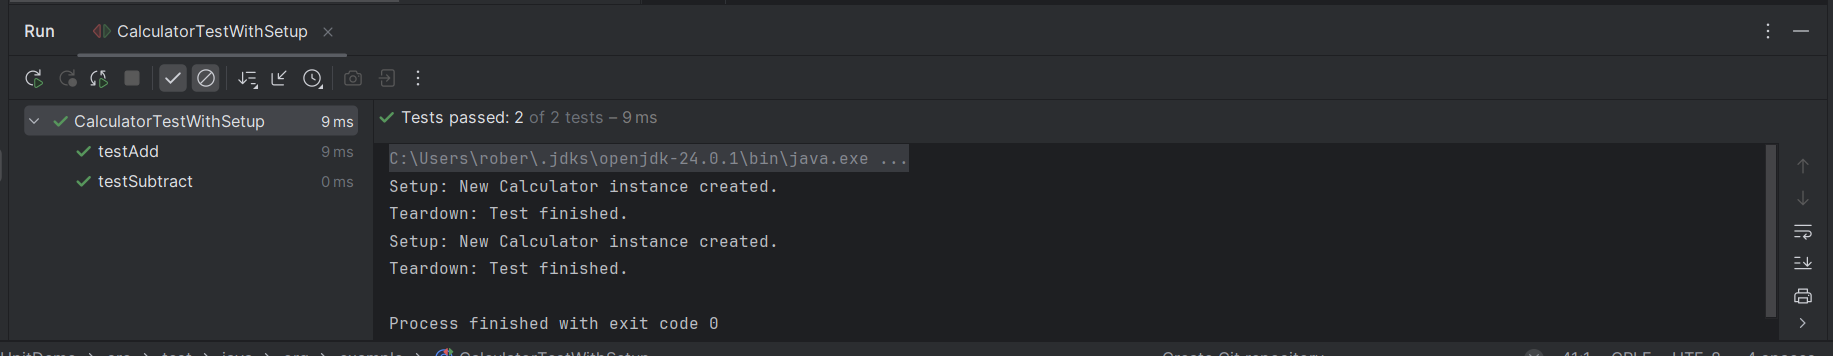 Run CalculatorTestWithSetup
CalculatorTestWithSetup 9 ms
testAdd 9 ms
testSubtract 0 ms
Tests passed: 2 of 2 tests – 9 ms
C:\Users\rober\.jdks\openjdk-24.0.1\bin\java.exe ...
Setup: New Calculator instance created.
Teardown: Test finished.
Setup: New Calculator instance created.
Teardown: Test finished.
Process finished with exit code 0